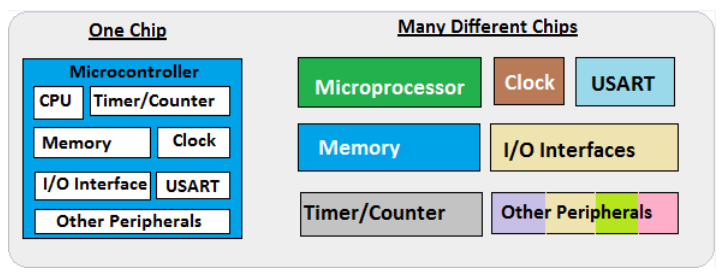 One Chip
Microcontroller
CPU Timer/Counter
Memory Clock
I/O Interface USART
Other Peripherals
Many Different Chips
Microprocessor Clock USART
Memory I/O Interfaces
Timer/Counter Other Peripherals